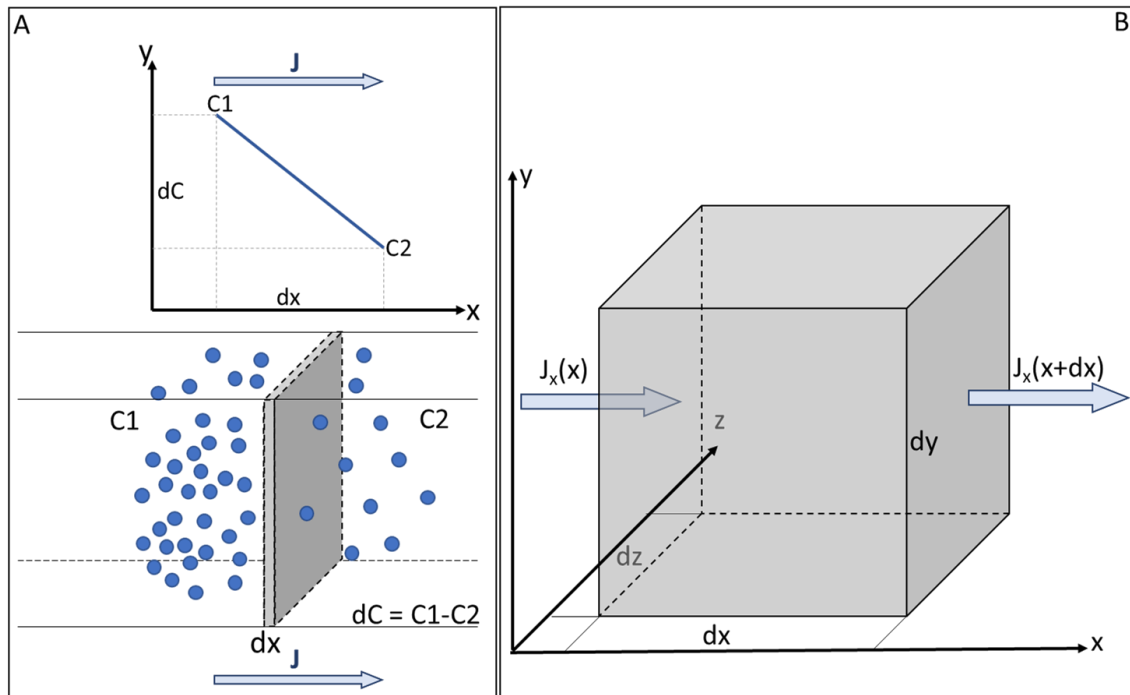 A
y
J
C1
dC
C2
dx
x
C1
C2
dC = C1-C2
dx
J
B
y
Jₓ(x)
Jₓ(x+dx)
z
dy
dz
dx
x